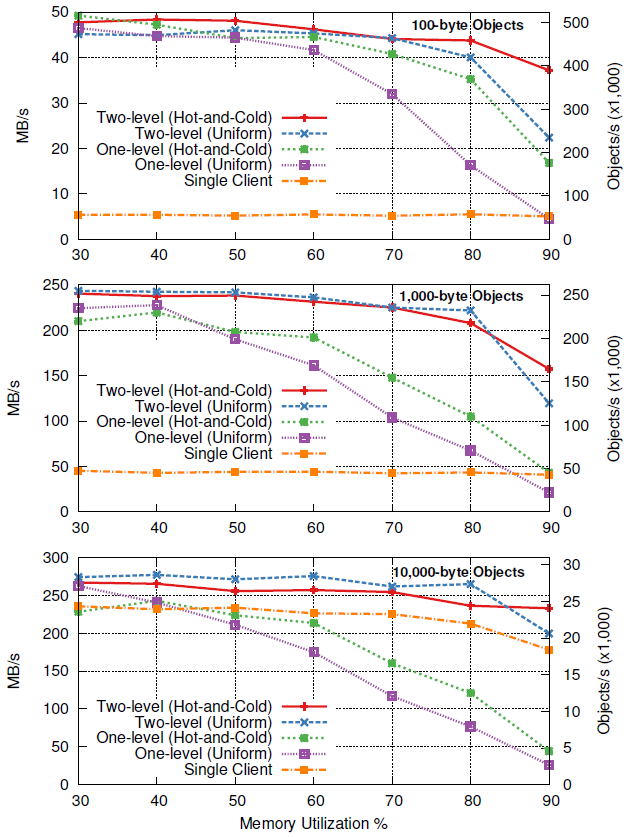 100-byte Objects
50
40
30
20
10
0
MB/s
500
400
300
200
100
0
Objects/s (x1,000)
Two-level (Hot-and-Cold)
Two-level (Uniform)
One-level (Hot-and-Cold)
One-level (Uniform)
Single Client
30 40 50 60 70 80 90
1,000-byte Objects
250
200
150
100
50
0
MB/s
250
200
150
100
50
0
Objects/s (x1,000)
Two-level (Hot-and-Cold)
Two-level (Uniform)
One-level (Hot-and-Cold)
One-level (Uniform)
Single Client
30 40 50 60 70 80 90
10,000-byte Objects
300
250
200
150
100
50
0
MB/s
30
25
20
15
10
5
0
Objects/s (x1,000)
Two-level (Hot-and-Cold)
Two-level (Uniform)
One-level (Hot-and-Cold)
One-level (Uniform)
Single Client
30 40 50 60 70 80 90
Memory Utilization %